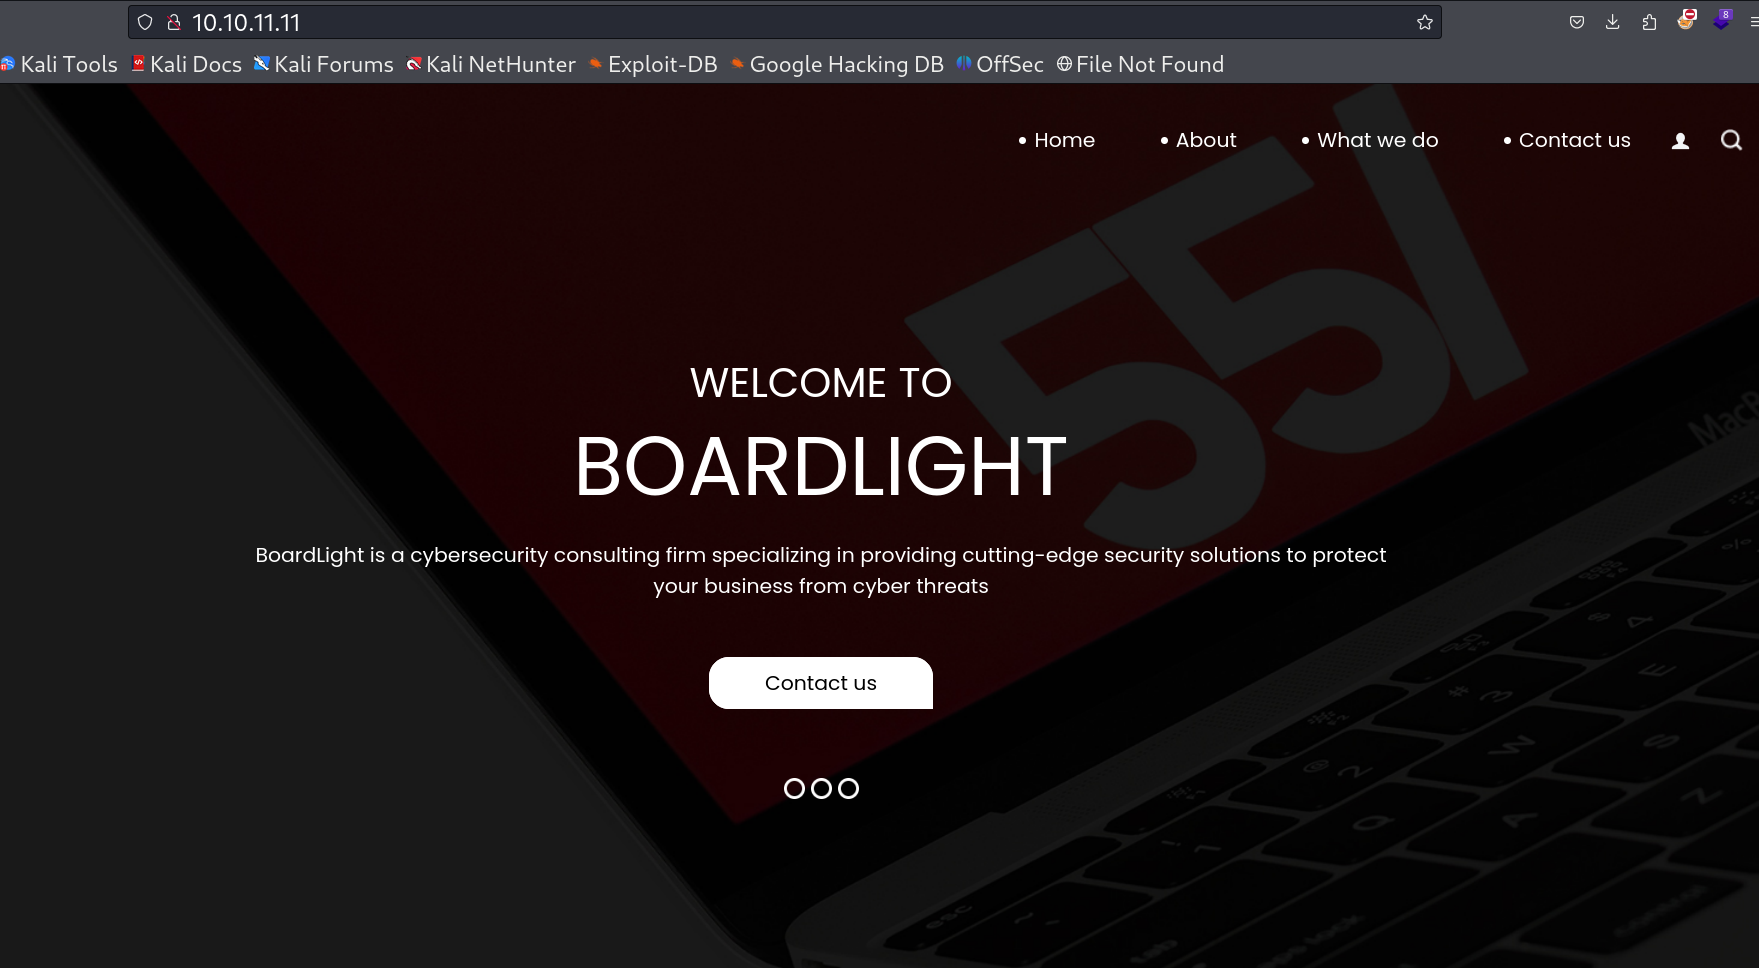 10.10.11.11
8
Kali Tools Kali Docs Kali Forums Kali NetHunter Exploit-DB Google Hacking DB OffSec File Not Found
Home About What we do Contact us
55/
WELCOME TO
BOARDLIGHT
BoardLight is a cybersecurity consulting firm specializing in providing cutting-edge security solutions to protect
your business from cyber threats
Contact us